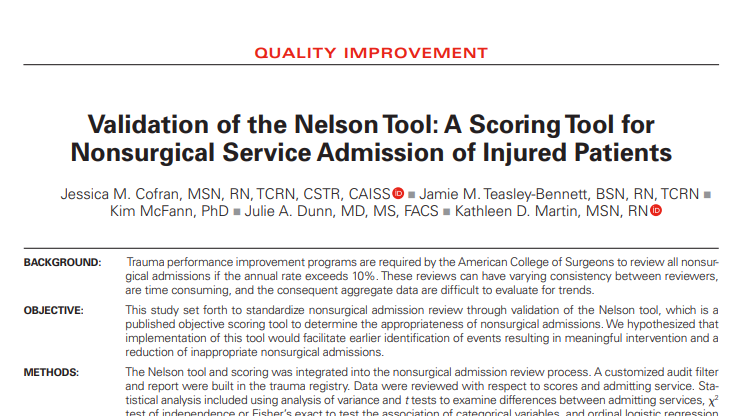 QUALITY IMPROVEMENT
Validation of the Nelson Tool: A Scoring Tool for
Nonsurgical Service Admission of Injured Patients
Jessica M. Cofran, MSN, RN, TCRN, CSTR, CAISS iD ■ Jamie M. Teasley-Bennett, BSN, RN, TCRN ■
Kim McFann, PhD ■ Julie A. Dunn, MD, MS, FACS ■ Kathleen D. Martin, MSN, RN iD
BACKGROUND: Trauma performance improvement programs are required by the American College of Surgeons to review all nonsur-
gical admissions if the annual rate exceeds 10%. These reviews can have varying consistency between reviewers,
are time consuming, and the consequent aggregate data are difficult to evaluate for trends.
OBJECTIVE: This study set forth to standardize nonsurgical admission review through validation of the Nelson tool, which is a
published objective scoring tool to determine the appropriateness of nonsurgical admissions. We hypothesized that
implementation of this tool would facilitate earlier identification of events resulting in meaningful intervention and a
reduction of inappropriate nonsurgical admissions.
METHODS: The Nelson tool and scoring was integrated into the nonsurgical admission review process. A customized audit filter
and report were built in the trauma registry. Data were reviewed with respect to scores and admitting service. Sta-
tistical analysis included using analysis of variance and t tests to examine differences between admitting services, χ²
test of independence or Fisher's exact to test the association of categorical variables, and ordinal logistic regression